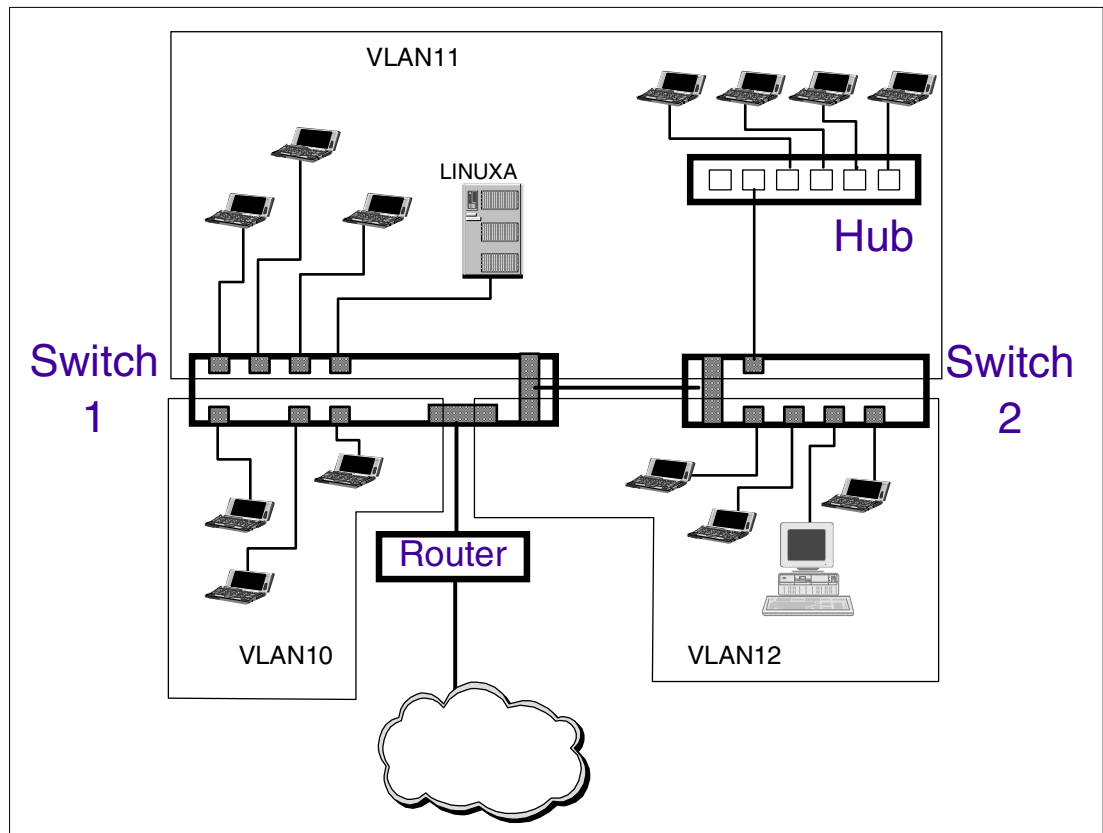 VLAN11
LINUXA
Hub
Switch
1
Switch
2
Router
VLAN10
VLAN12